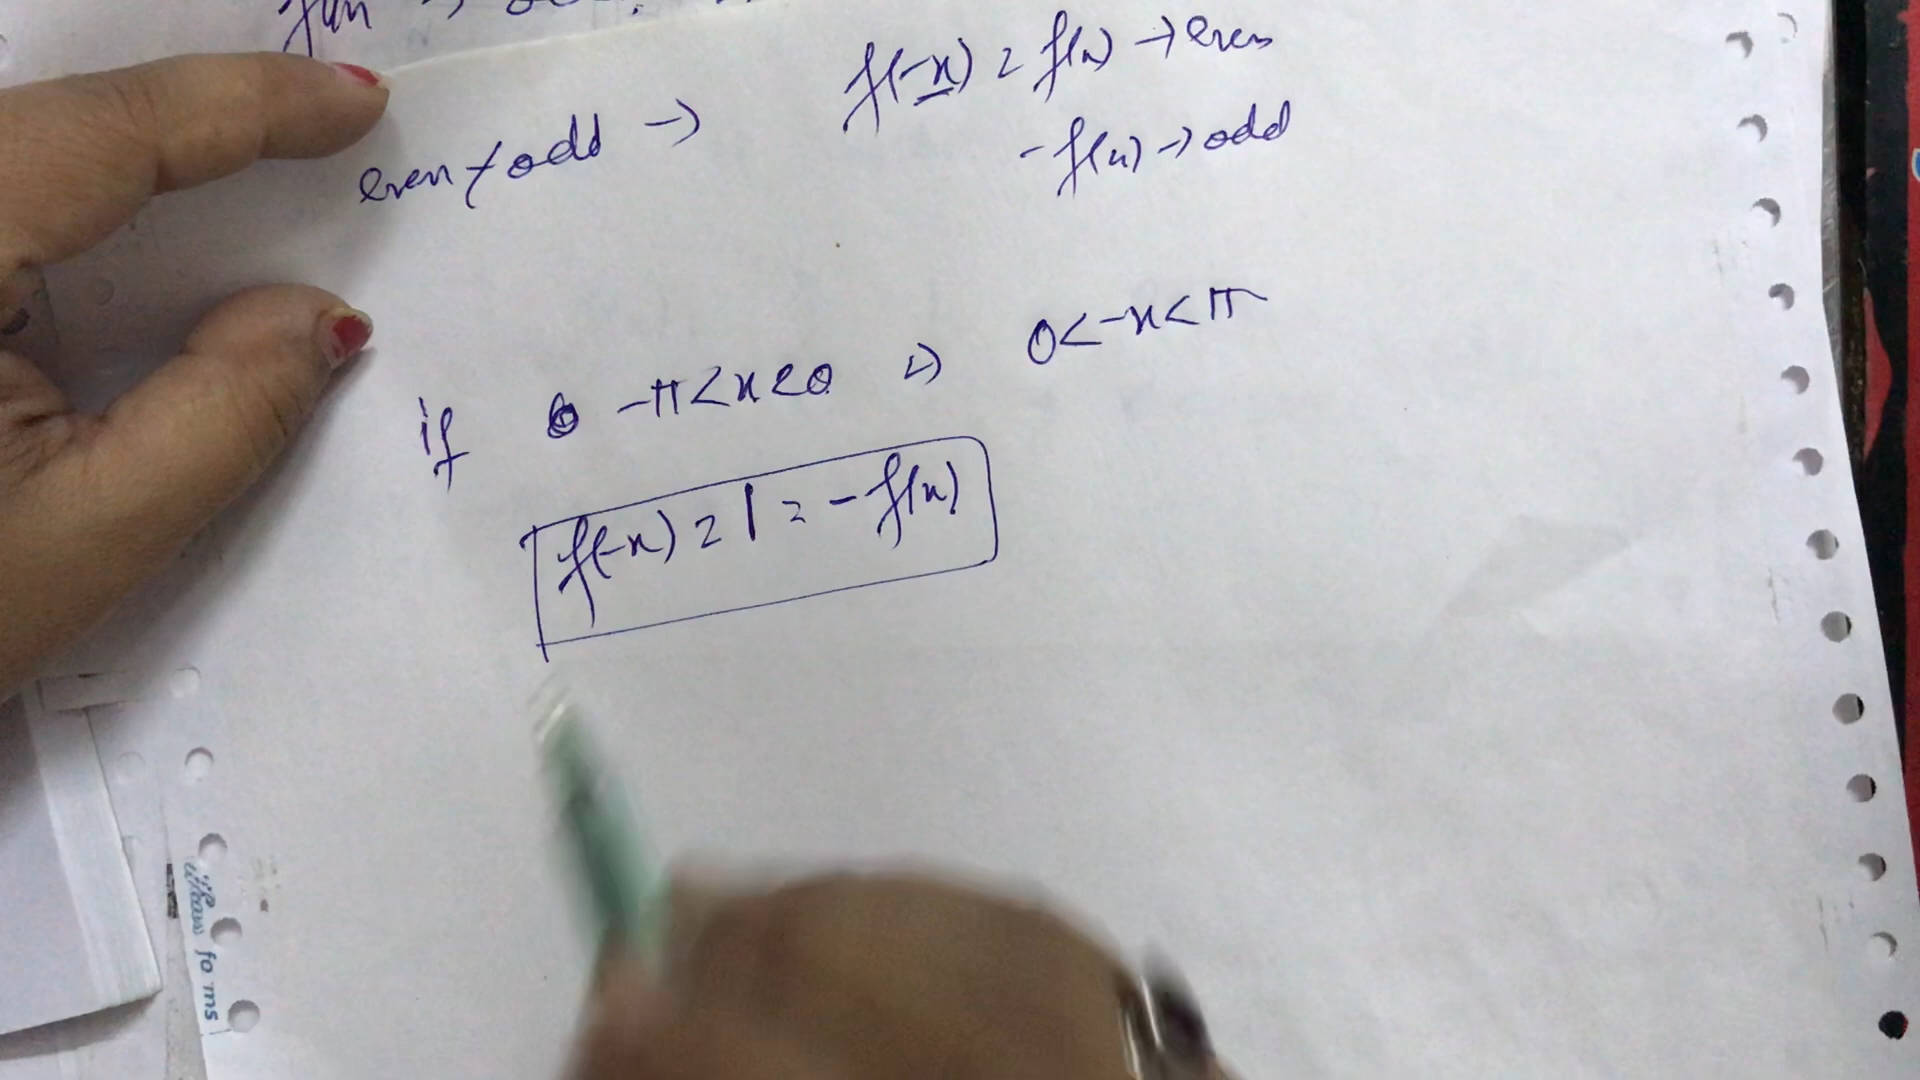 f(-x) = f(x) → even
even/odd →
-f(x) → odd
if -π<x<0 ⇒ 0<-x<π
f(-x) = 1 = -f(x)